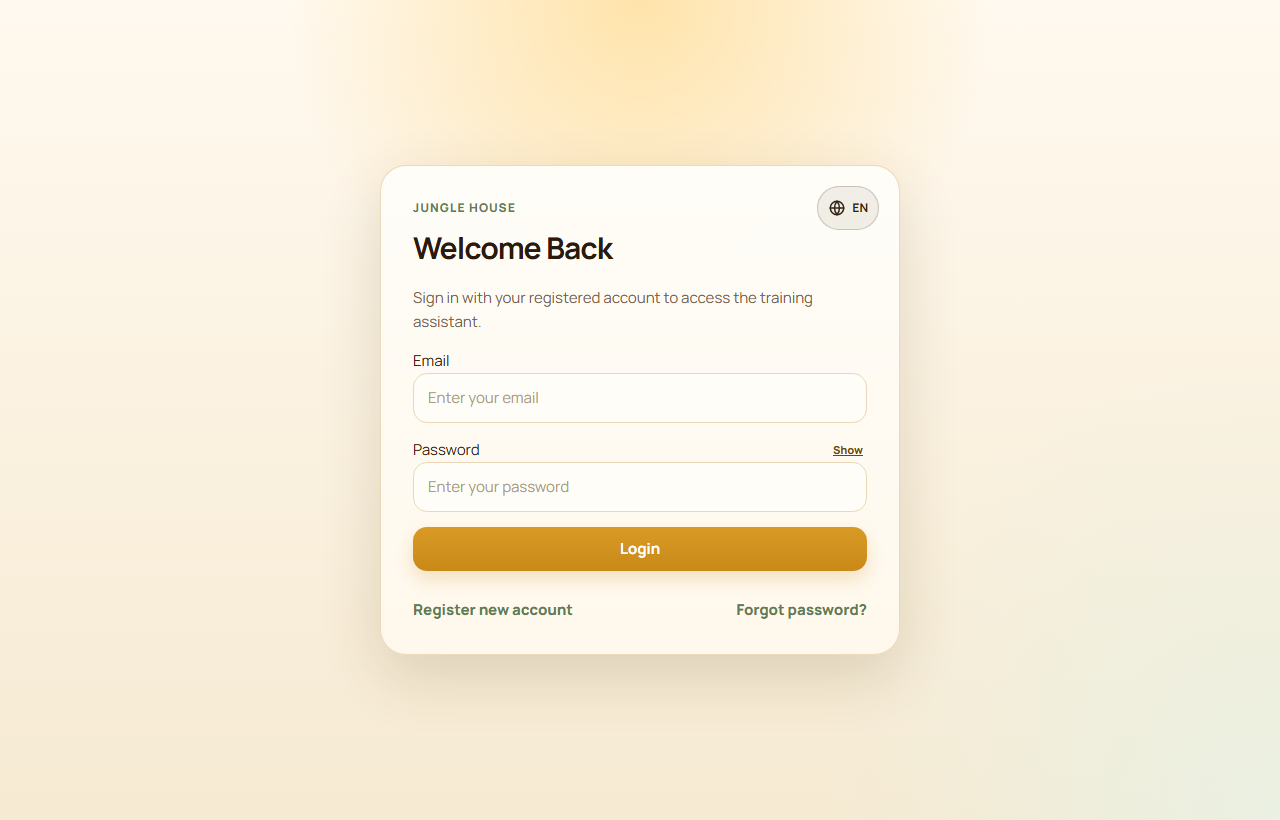 JUNGLE HOUSE
EN
Welcome Back
Sign in with your registered account to access the training
assistant.
Email
Enter your email
Password
Show
Enter your password
Login
Register new account
Forgot password?